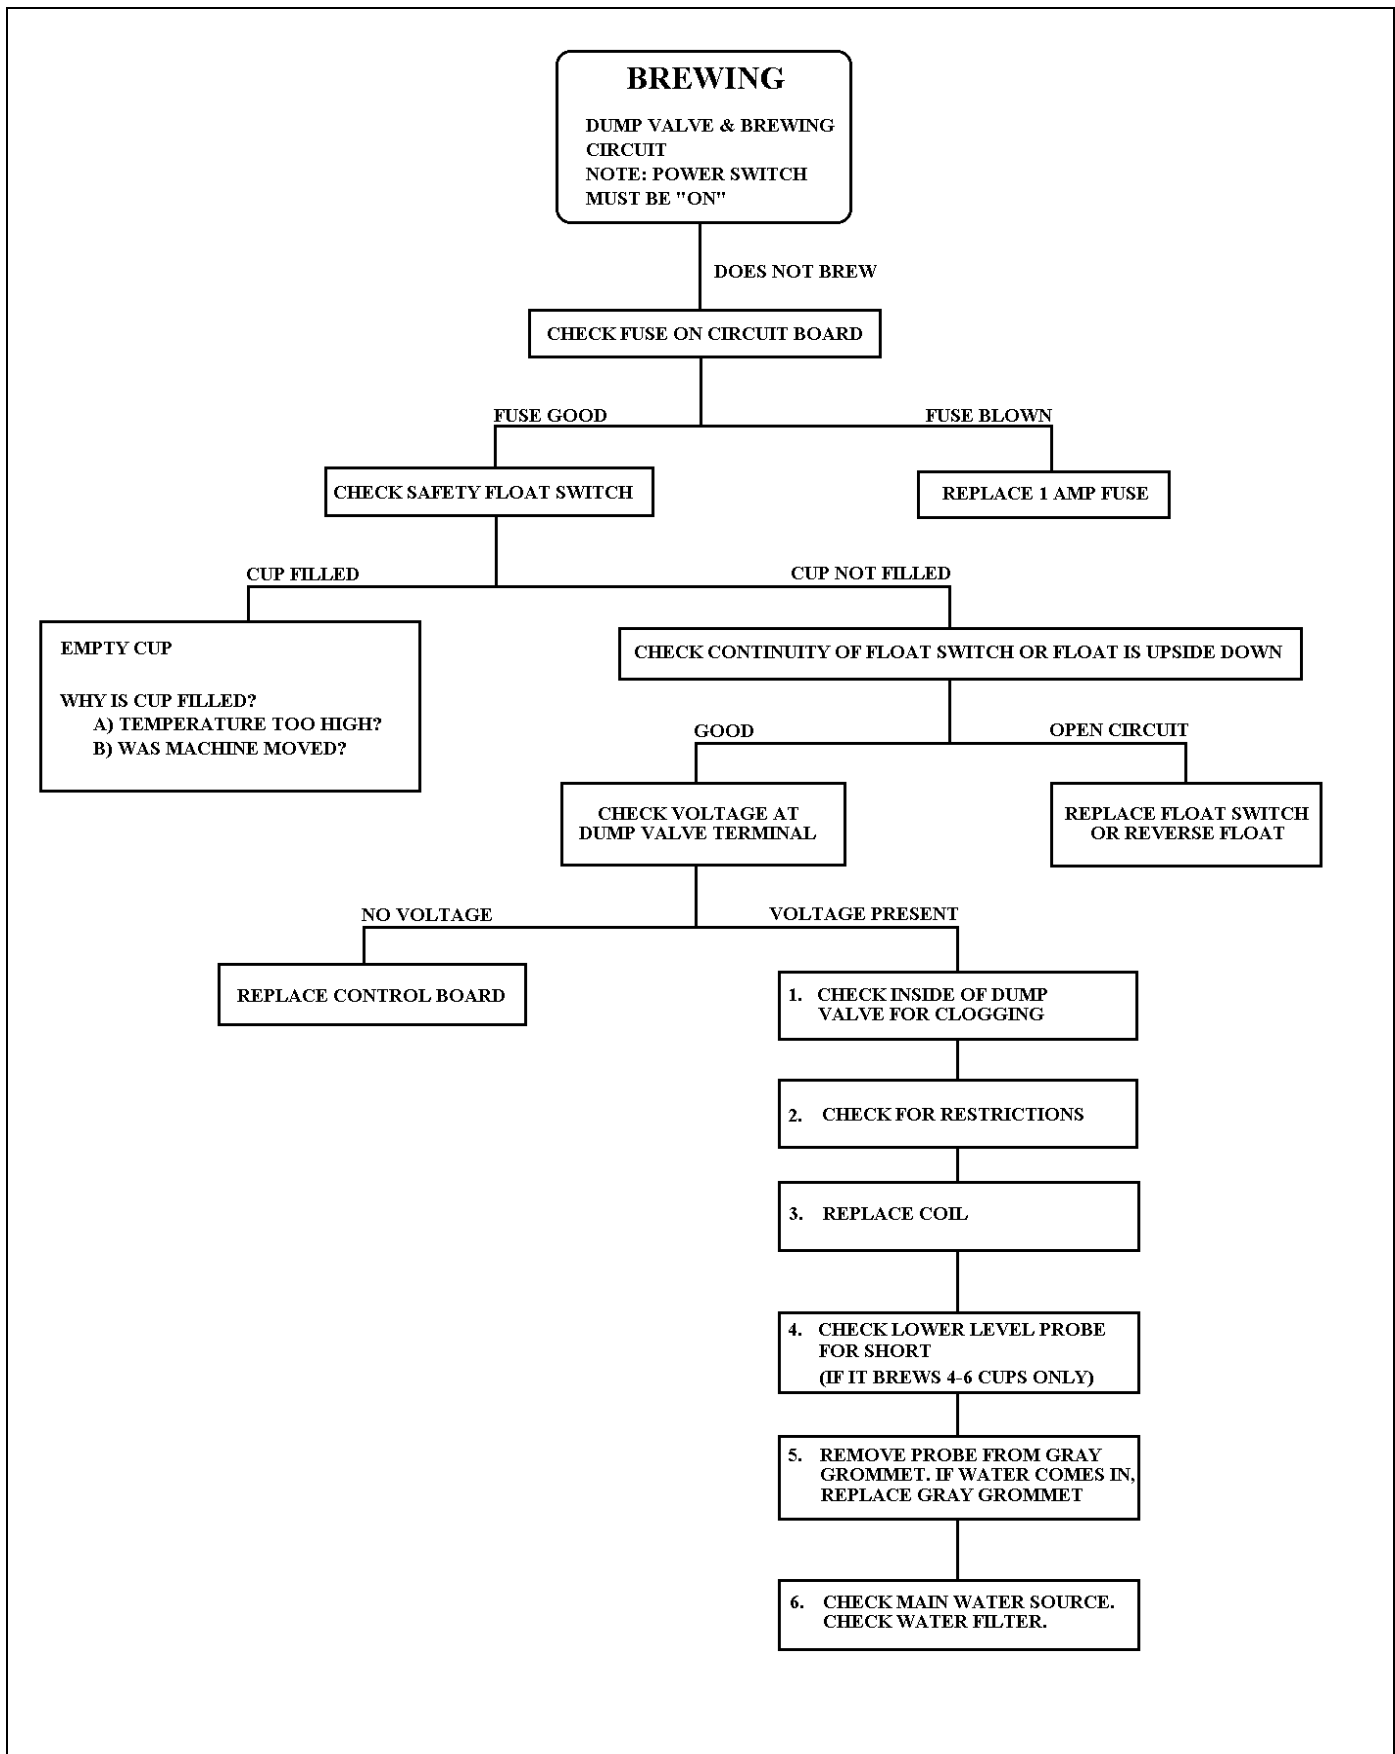 BREWING
DUMP VALVE & BREWING
CIRCUIT
NOTE: POWER SWITCH
MUST BE "ON"
DOES NOT BREW
CHECK FUSE ON CIRCUIT BOARD
FUSE GOOD
FUSE BLOWN
CHECK SAFETY FLOAT SWITCH
REPLACE 1 AMP FUSE
CUP FILLED
CUP NOT FILLED
EMPTY CUP
WHY IS CUP FILLED?
A) TEMPERATURE TOO HIGH?
B) WAS MACHINE MOVED?
CHECK CONTINUITY OF FLOAT SWITCH OR FLOAT IS UPSIDE DOWN
GOOD
OPEN CIRCUIT
CHECK VOLTAGE AT
DUMP VALVE TERMINAL
REPLACE FLOAT SWITCH
OR REVERSE FLOAT
NO VOLTAGE
VOLTAGE PRESENT
REPLACE CONTROL BOARD
1. CHECK INSIDE OF DUMP
VALVE FOR CLOGGING
2. CHECK FOR RESTRICTIONS
3. REPLACE COIL
4. CHECK LOWER LEVEL PROBE
FOR SHORT
(IF IT BREWS 4-6 CUPS ONLY)
5. REMOVE PROBE FROM GRAY
GROMMET. IF WATER COMES IN,
REPLACE GRAY GROMMET
6. CHECK MAIN WATER SOURCE.
CHECK WATER FILTER.